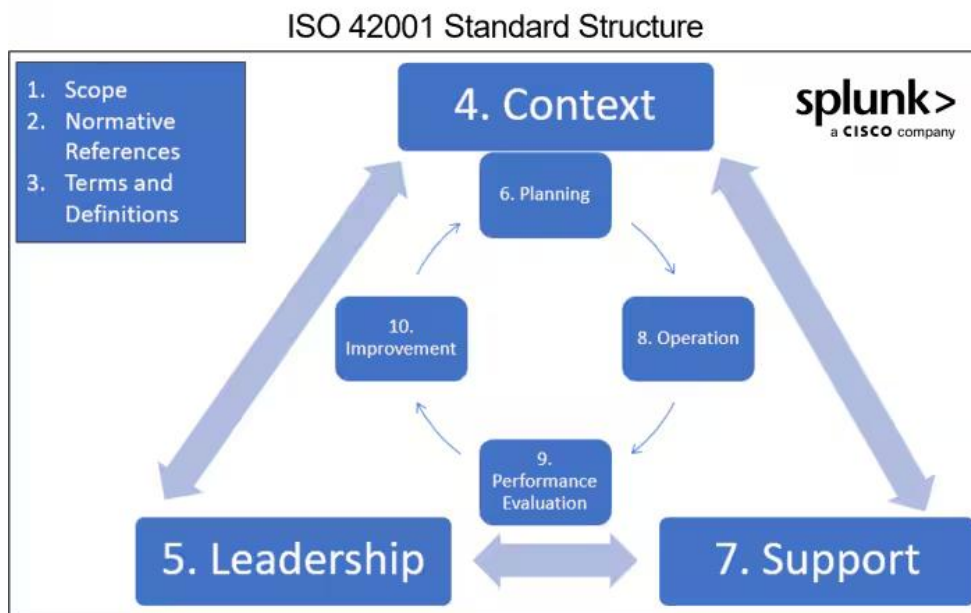 ISO 42001 Standard Structure
1. Scope
2. Normative
References
3. Terms and
Definitions
4. Context
splunk>
a CISCO company
6. Planning
10.
Improvement
8. Operation
9.
Performance
Evaluation
5. Leadership
7. Support